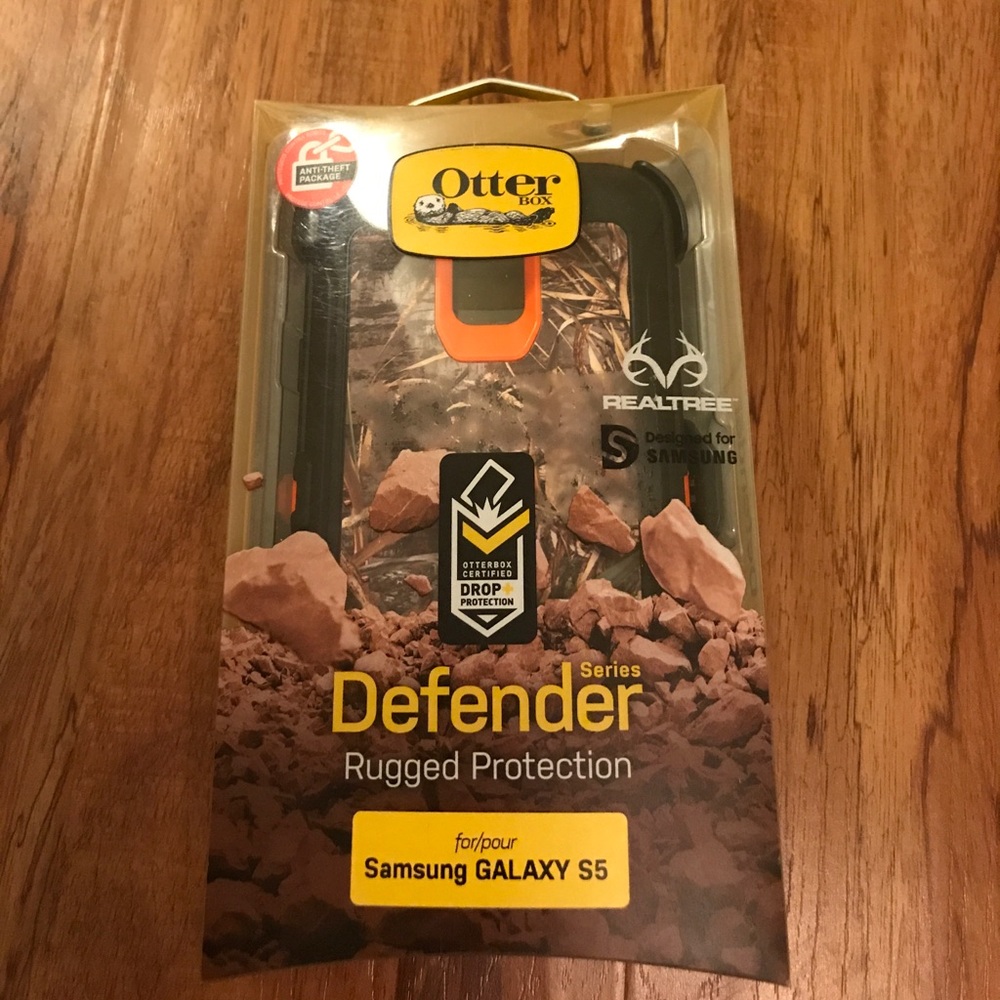 ANTI-THEFT
PACKAGE
Otter
BOX
REALTREE™
Designed for
SAMSUNG
OTTERBOX
CERTIFIED
DROP+
PROTECTION
Series
Defender
Rugged Protection
for/pour
Samsung GALAXY S5